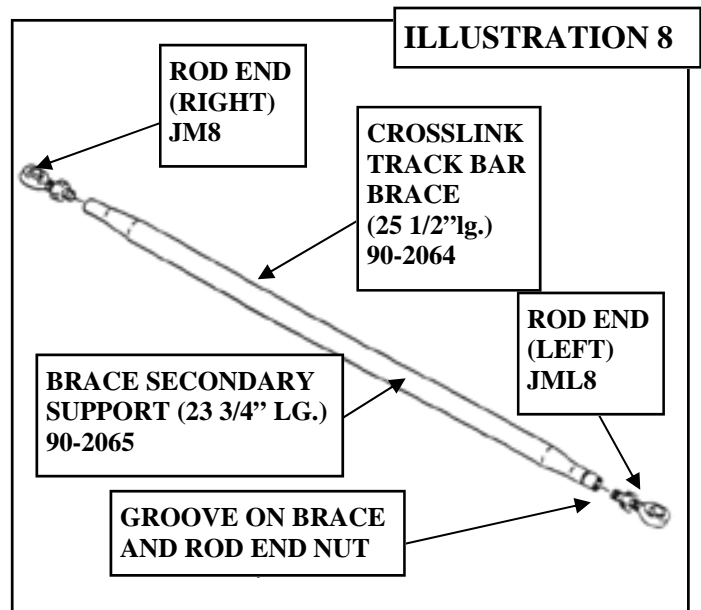 ILLUSTRATION 8
ROD END
(RIGHT)
JM8
CROSSLINK
TRACK BAR
BRACE
(25 1/2”lg.)
90-2064
ROD END
(LEFT)
JML8
BRACE SECONDARY
SUPPORT (23 3/4” LG.)
90-2065
GROOVE ON BRACE
AND ROD END NUT